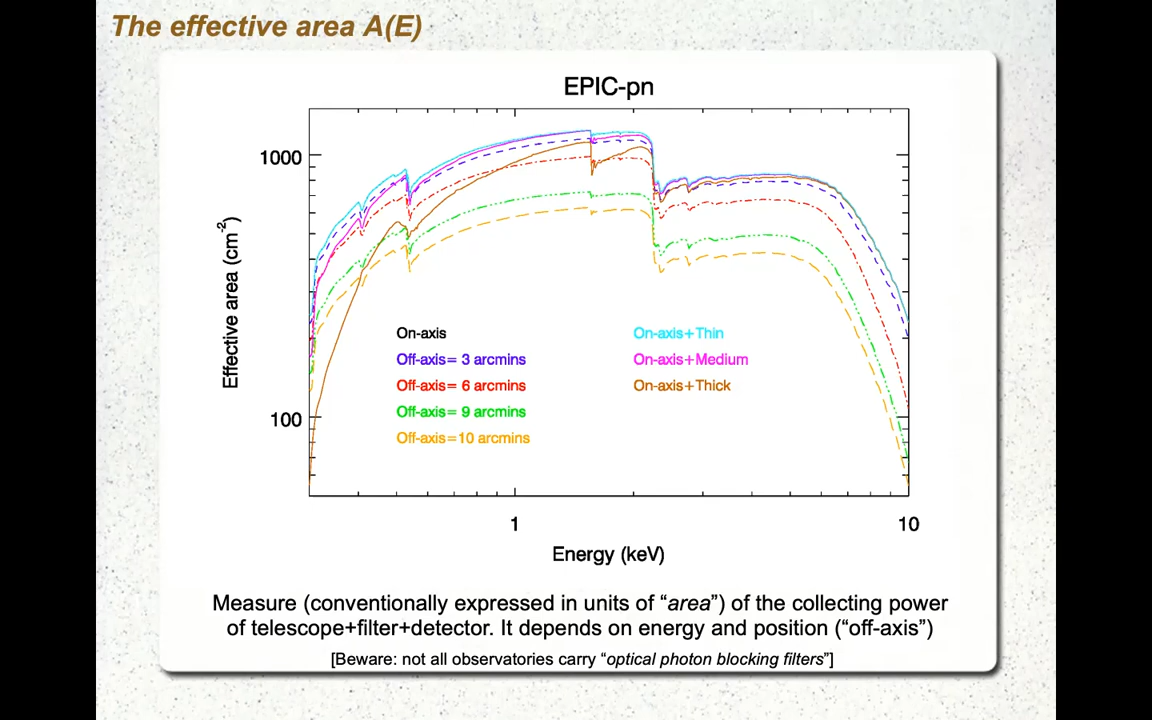 The effective area A(E)
EPIC-pn
1000
100
Effective area (cm⁻²)
On-axis
Off-axis= 3 arcmins
Off-axis= 6 arcmins
Off-axis= 9 arcmins
Off-axis=10 arcmins
On-axis+Thin
On-axis+Medium
On-axis+Thick
1
10
Energy (keV)
Measure (conventionally expressed in units of “area”) of the collecting power
of telescope+filter+detector. It depends on energy and position (“off-axis”)
[Beware: not all observatories carry “optical photon blocking filters”]